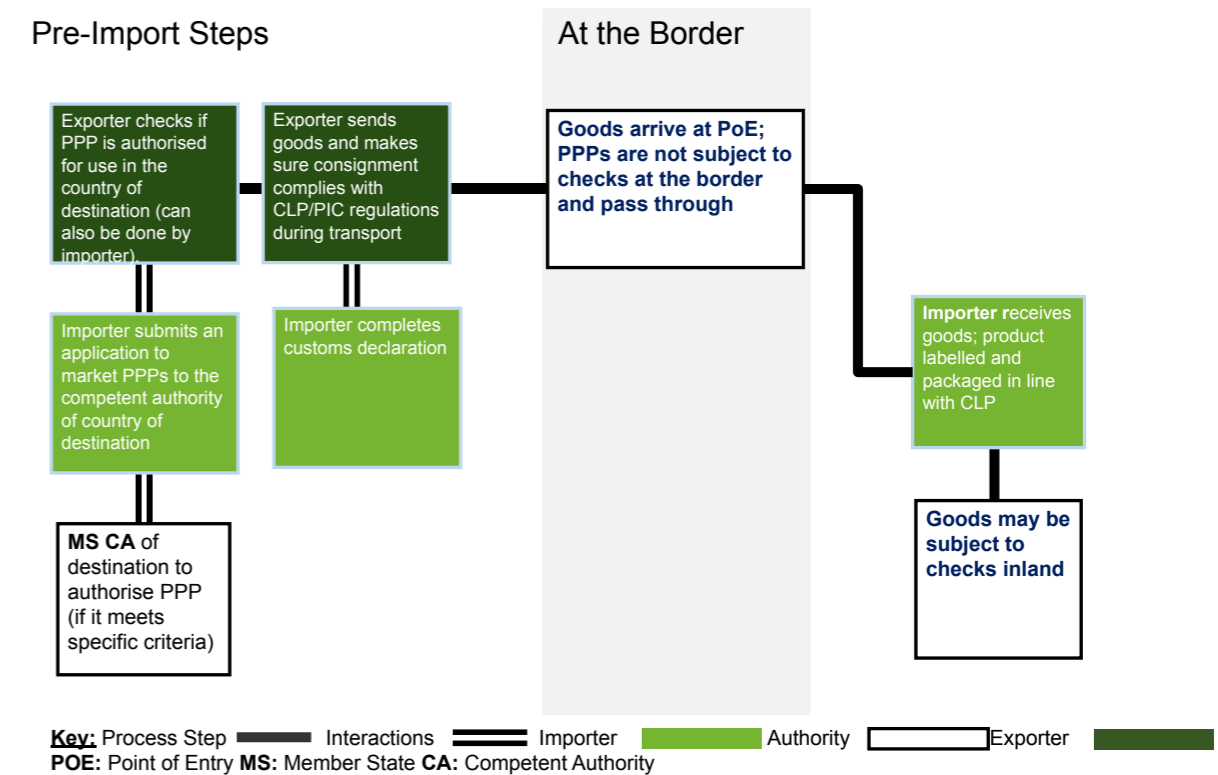 Pre-Import Steps
At the Border
Exporter checks if
PPP is authorised
for use in the
country of
destination (can
also be done by
importer).
Exporter sends
goods and makes
sure consignment
complies with
CLP/PIC regulations
during transport
Goods arrive at PoE;
PPPs are not subject to
checks at the border
and pass through
Importer submits an
application to
market PPPs to the
competent authority
of country of
destination
Importer completes
customs declaration
Importer receives
goods; product
labelled and
packaged in line
with CLP
MS CA of
destination to
authorise PPP
(if it meets
specific criteria)
Goods may be
subject to
checks inland
Key: Process Step Interactions Importer Authority Exporter
POE: Point of Entry MS: Member State CA: Competent Authority